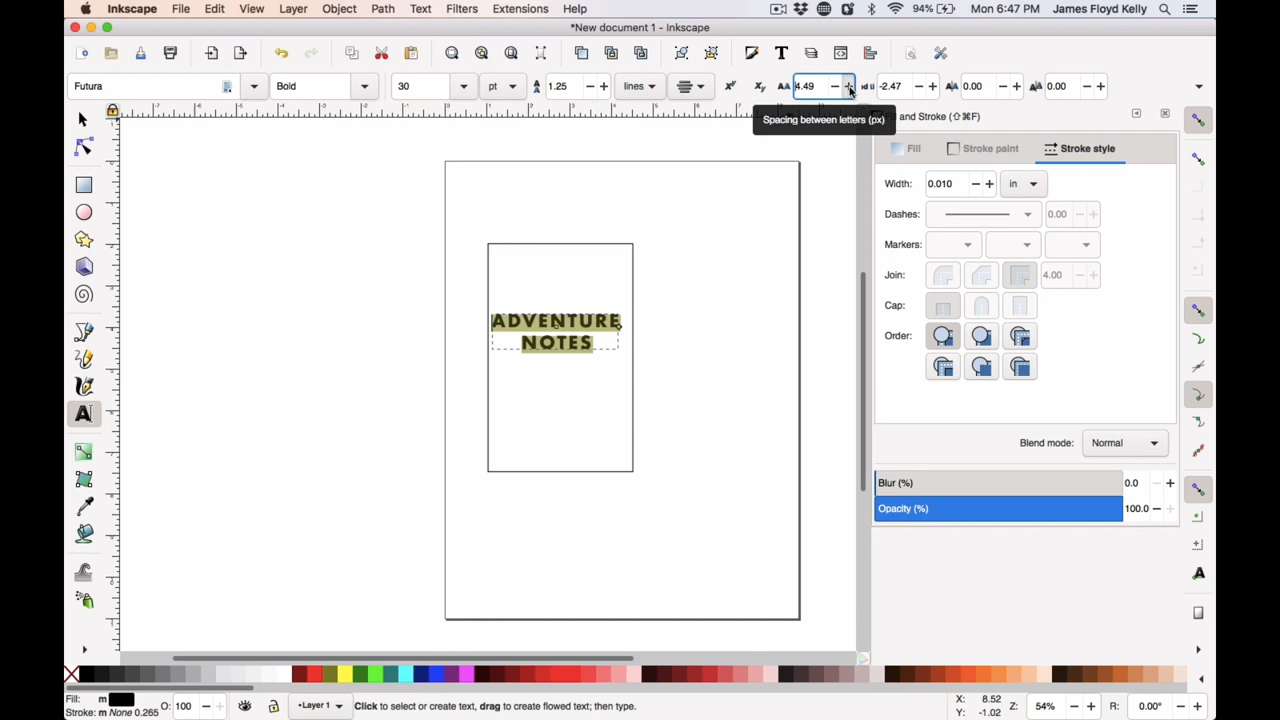 Inkscape File Edit View Layer Object Path Text Filters Extensions Help 94% Mon 6:47 PM James Floyd Kelly
*New document 1 - Inkscape
Futura Bold 30 pt 1.25 lines 4.49 -2.47 0.00 0.00
Spacing between letters (px)
and Stroke (⇧⌘F)
Fill Stroke paint Stroke style
Width: 0.010 in
Dashes: 0.00
Markers:
Join: 4.00
Cap:
Order:
ADVENTURE
NOTES
Blend mode: Normal
Blur (%) 0.0
Opacity (%) 100.0
Fill: m O: 100 •Layer 1 Click to select or create text, drag to create flowed text; then type. X: 8.52 Z: 54% R: 0.00°
Stroke: m None 0.265 Y: -1.02